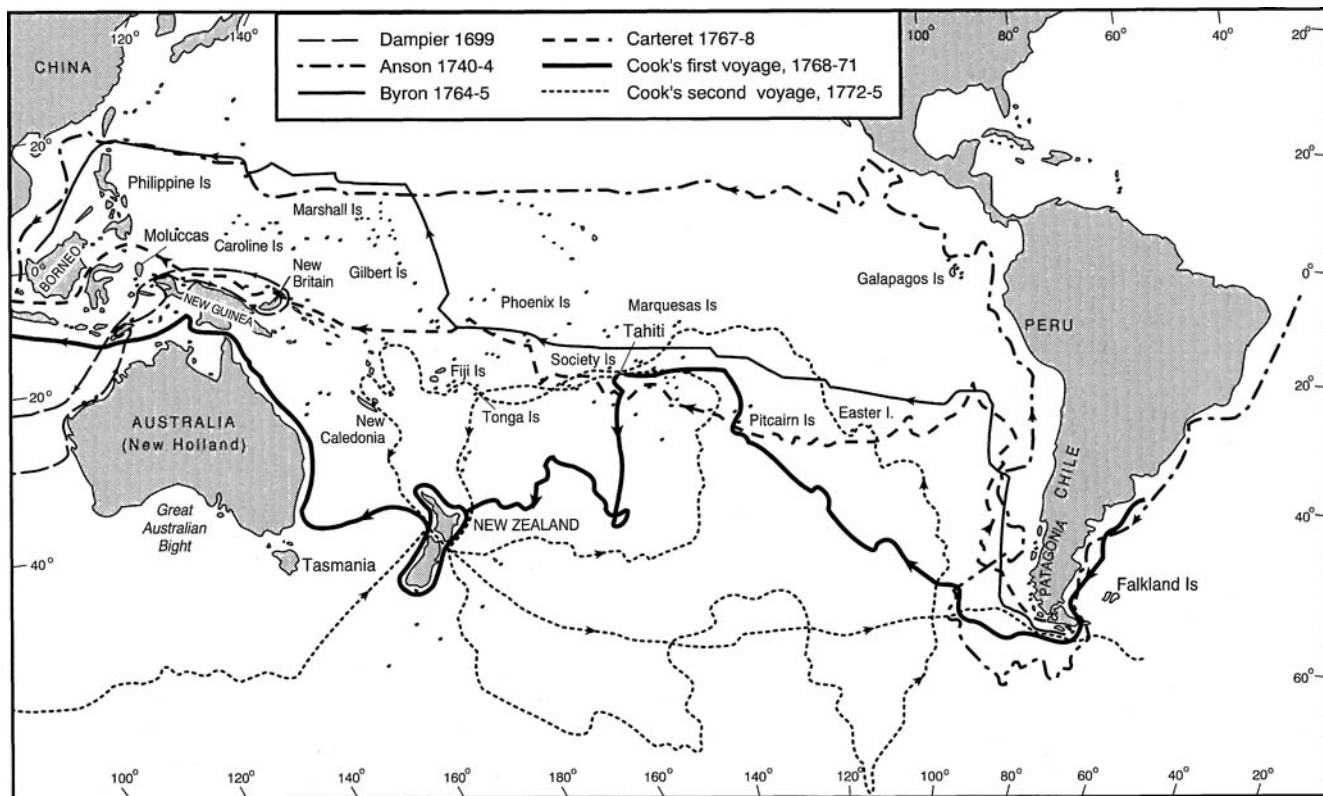 120°
140°
100°
80°
60°
40°
20°
Dampier 1699
Anson 1740-4
Byron 1764-5
Carteret 1767-8
Cook's first voyage, 1768-71
Cook's second voyage, 1772-5
CHINA
20°
20°
Philippine Is
Marshall Is
Moluccas
Caroline Is
BORNEO
New
Britain
Gilbert Is
Galapagos Is
0°
NEW GUINEA
Phoenix Is
Marquesas Is
PERU
Tahiti
Society Is
Fiji Is
20°
20°
AUSTRALIA
(New Holland)
New
Caledonia
Tonga Is
Pitcairn Is
Easter I.
CHILE
Great
Australian
Bight
NEW ZEALAND
40°
Tasmania
PATAGONIA
Falkland Is
40°
60°
100°
120°
130°
140°
160°
180°
160°
140°
120°
100°
80°
60°
40°
20°